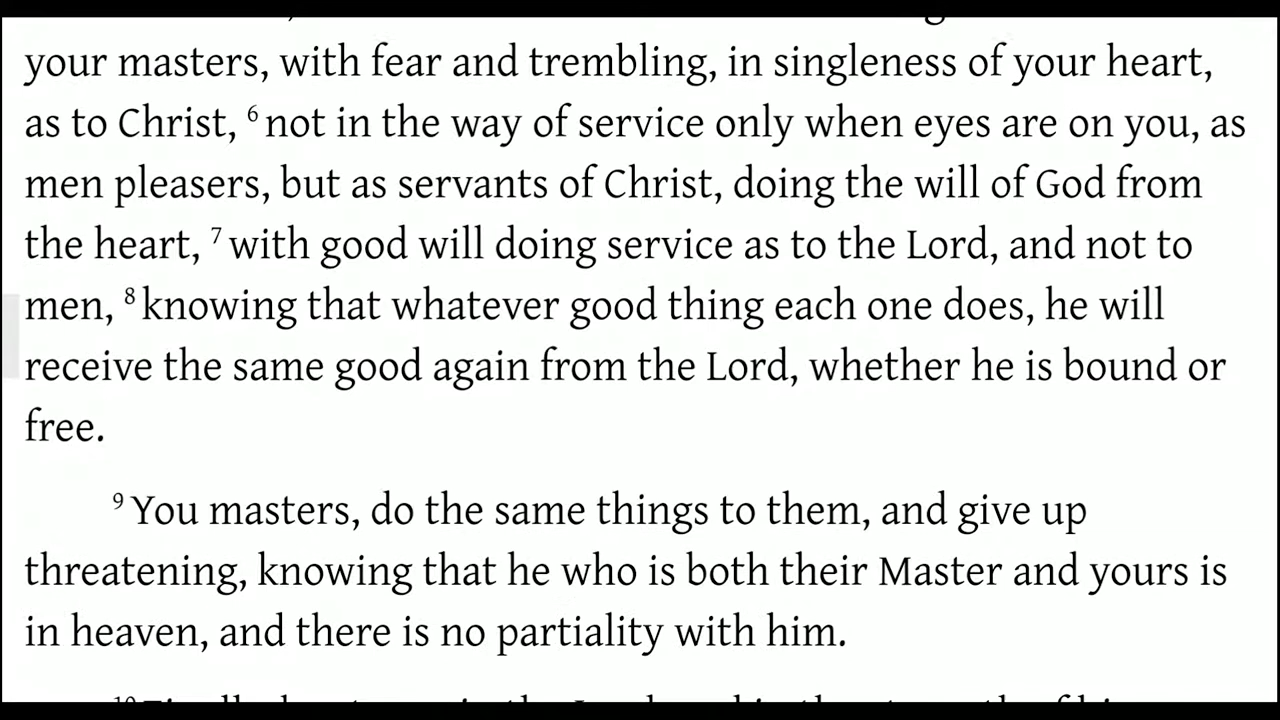 your masters, with fear and trembling, in singleness of your heart,
as to Christ, 6 not in the way of service only when eyes are on you, as
men pleasers, but as servants of Christ, doing the will of God from
the heart, 7 with good will doing service as to the Lord, and not to
men, 8 knowing that whatever good thing each one does, he will
receive the same good again from the Lord, whether he is bound or
free.
9 You masters, do the same things to them, and give up
threatening, knowing that he who is both their Master and yours is
in heaven, and there is no partiality with him.